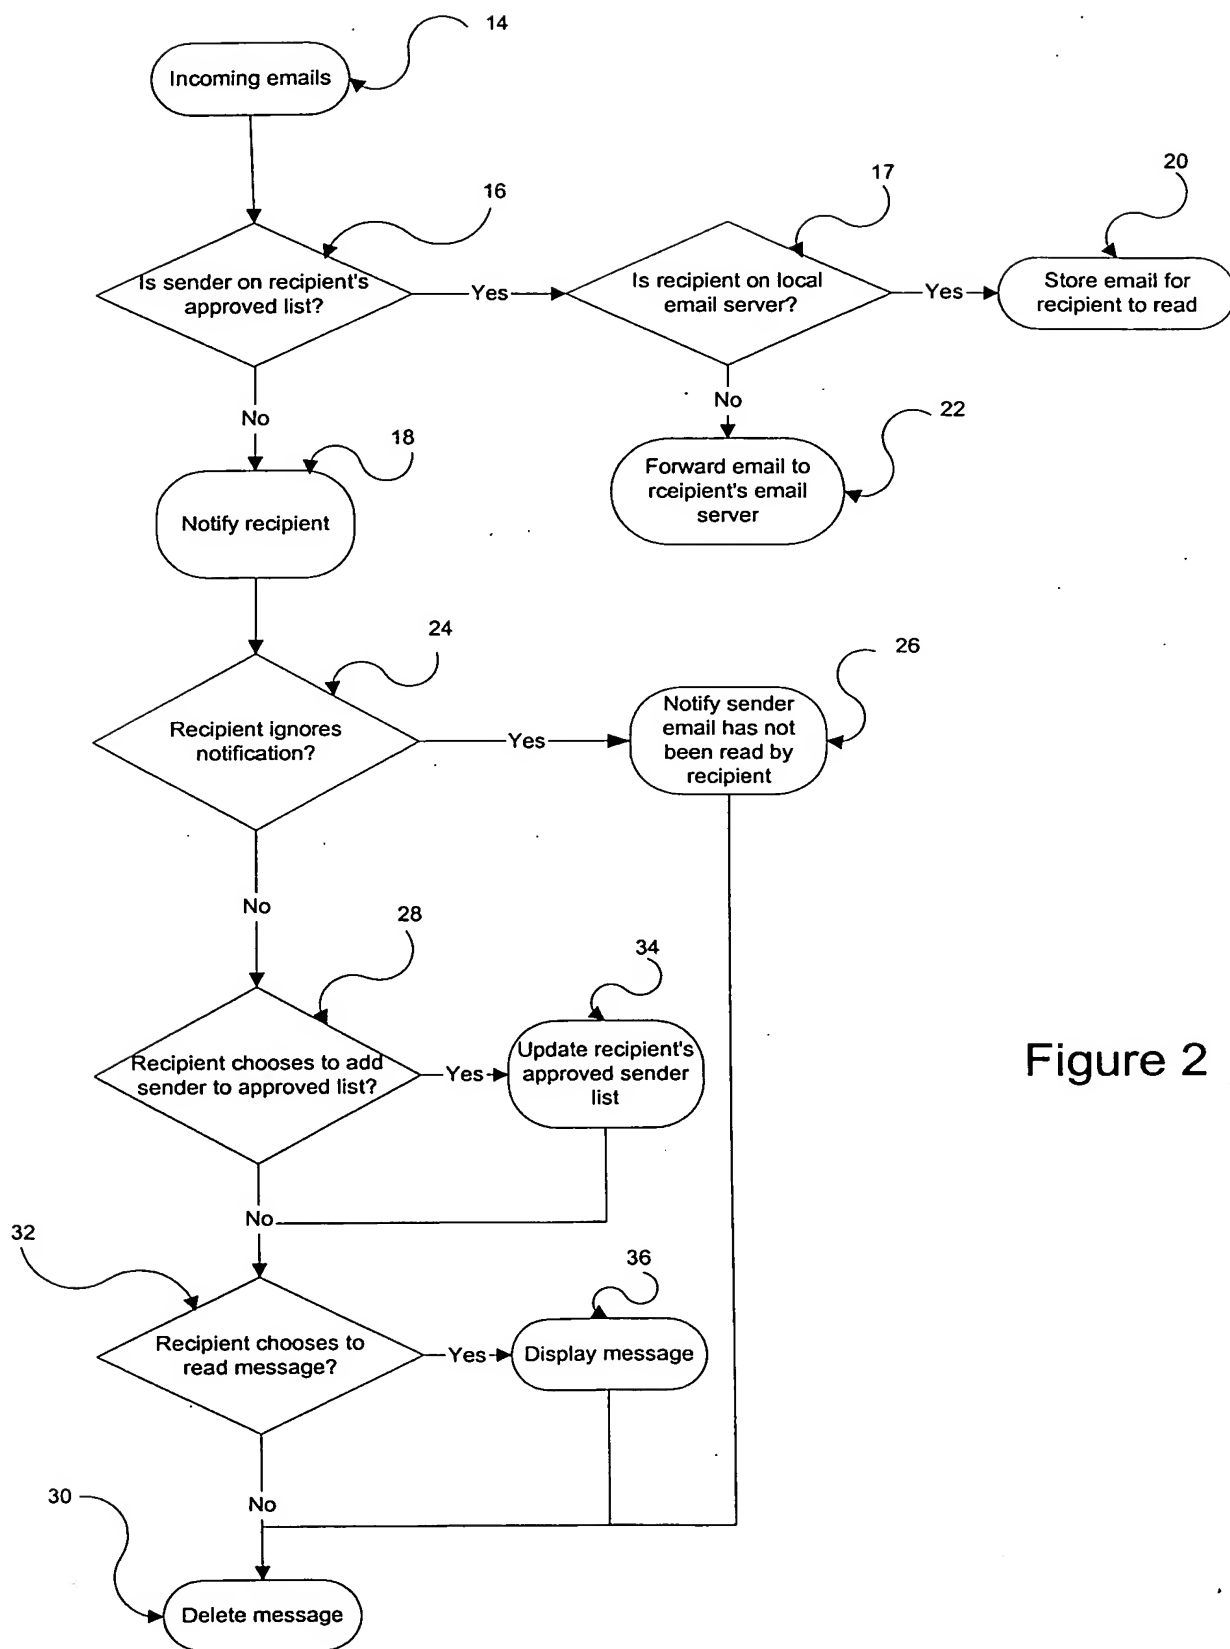 14
Incoming emails
16
17
20
Is sender on recipient's
approved list?
Yes
Is recipient on local
email server?
Yes
Store email for
recipient to read
No
No
18
22
Notify recipient
Forward email to
rceipient's email
server
24
26
Recipient ignores
notification?
Yes
Notify sender
email has not
been read by
recipient
No
28
34
Recipient chooses to add
sender to approved list?
Yes
Update recipient's
approved sender
list
Figure 2
No
32
36
Recipient chooses to
read message?
Yes
Display message
30
No
Delete message